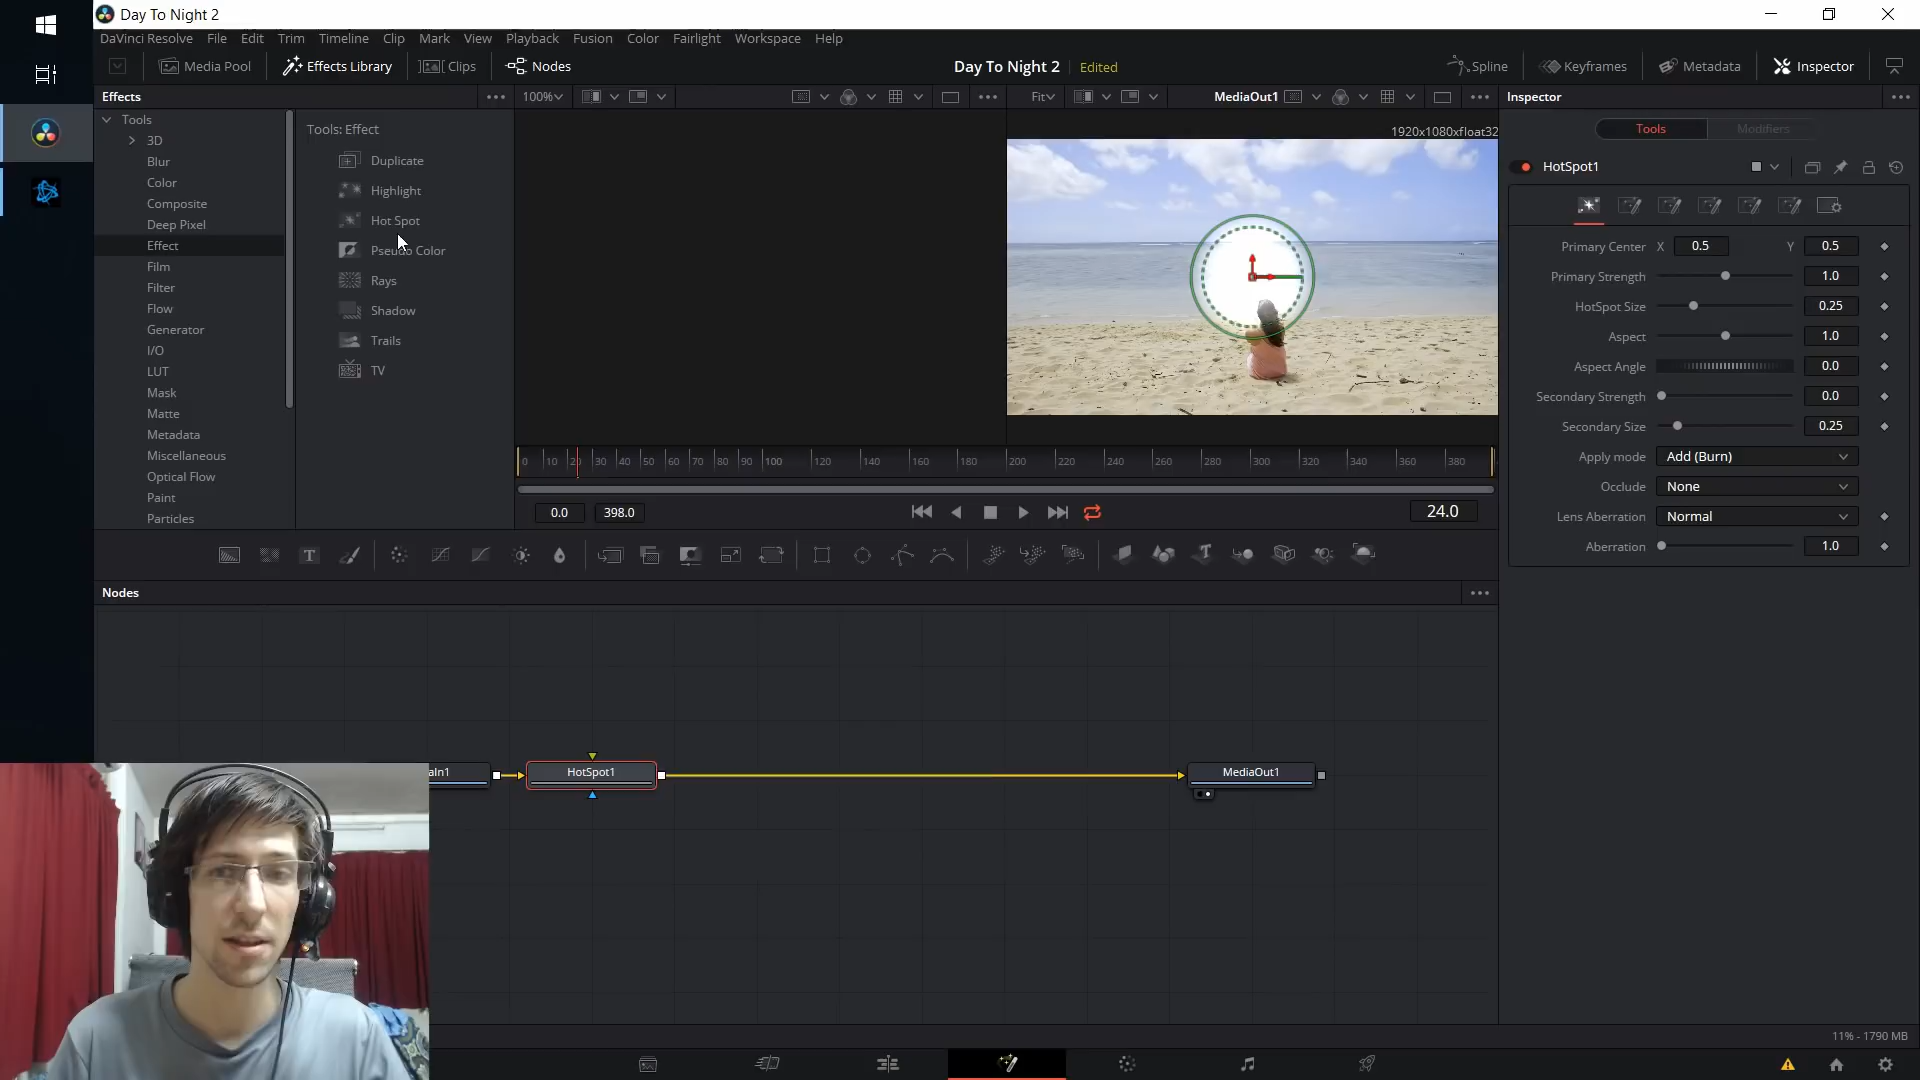 Day To Night 2
DaVinci Resolve File Edit Trim Timeline Clip Mark View Playback Fusion Color Fairlight Workspace Help
Media Pool Effects Library Clips Nodes Day To Night 2 Edited Spline Keyframes Metadata Inspector
Effects 100% Fit MediaOut1 Inspector
Tools
3D
Blur
Color
Composite
Deep Pixel
Effect
Film
Filter
Flow
Generator
I/O
LUT
Mask
Matte
Metadata
Miscellaneous
Optical Flow
Paint
Particles
Tools: Effect
Duplicate
Highlight
Hot Spot
Pseudo Color
Rays
Shadow
Trails
TV
1920x1080xfloat32
0 10 20 30 40 50 60 70 80 90 100 120 140 160 180 200 220 240 260 280 300 320 340 360 380
0.0 398.0 24.0
Tools Modifiers
HotSpot1
Primary Center X 0.5 Y 0.5
Primary Strength 1.0
HotSpot Size 0.25
Aspect 1.0
Aspect Angle 0.0
Secondary Strength 0.0
Secondary Size 0.25
Apply mode Add (Burn)
Occlude None
Lens Aberration Normal
Aberration 1.0
T
Nodes
aIn1 HotSpot1 MediaOut1
11% - 1790 MB